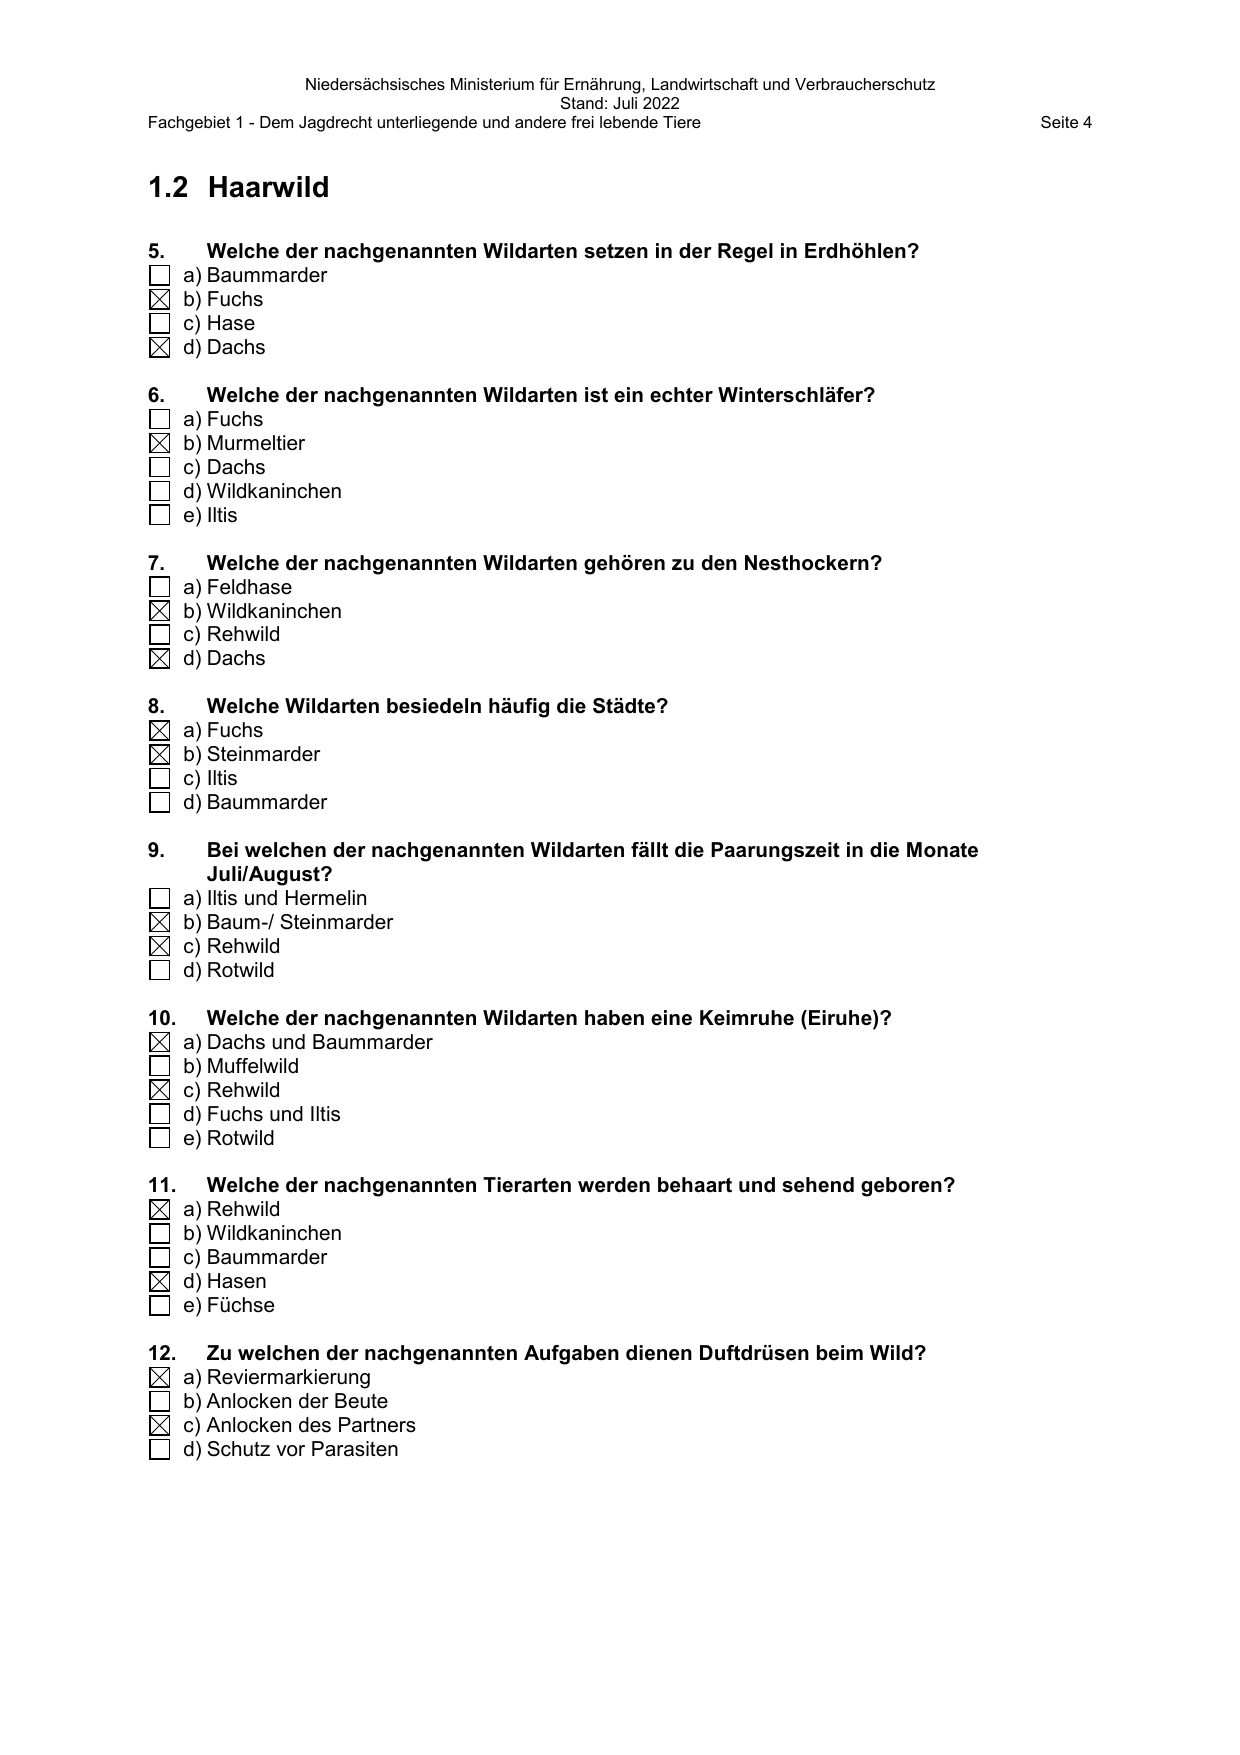 Niedersächsisches Ministerium für Ernährung, Landwirtschaft und Verbraucherschutz
Stand: Juli 2022
Fachgebiet 1 - Dem Jagdrecht unterliegende und andere frei lebende Tiere Seite 4
1.2 Haarwild
5. Welche der nachgenannten Wildarten setzen in der Regel in Erdhöhlen?
☐ a) Baummarder
☒ b) Fuchs
☐ c) Hase
☒ d) Dachs
6. Welche der nachgenannten Wildarten ist ein echter Winterschläfer?
☐ a) Fuchs
☒ b) Murmeltier
☐ c) Dachs
☐ d) Wildkaninchen
☐ e) Iltis
7. Welche der nachgenannten Wildarten gehören zu den Nesthockern?
☐ a) Feldhase
☒ b) Wildkaninchen
☐ c) Rehwild
☒ d) Dachs
8. Welche Wildarten besiedeln häufig die Städte?
☒ a) Fuchs
☒ b) Steinmarder
☐ c) Iltis
☐ d) Baummarder
9. Bei welchen der nachgenannten Wildarten fällt die Paarungszeit in die Monate
Juli/August?
☐ a) Iltis und Hermelin
☒ b) Baum-/ Steinmarder
☒ c) Rehwild
☐ d) Rotwild
10. Welche der nachgenannten Wildarten haben eine Keimruhe (Eiruhe)?
☒ a) Dachs und Baummarder
☐ b) Muffelwild
☒ c) Rehwild
☐ d) Fuchs und Iltis
☐ e) Rotwild
11. Welche der nachgenannten Tierarten werden behaart und sehend geboren?
☒ a) Rehwild
☐ b) Wildkaninchen
☐ c) Baummarder
☒ d) Hasen
☐ e) Füchse
12. Zu welchen der nachgenannten Aufgaben dienen Duftdrüsen beim Wild?
☒ a) Reviermarkierung
☐ b) Anlocken der Beute
☒ c) Anlocken des Partners
☐ d) Schutz vor Parasiten